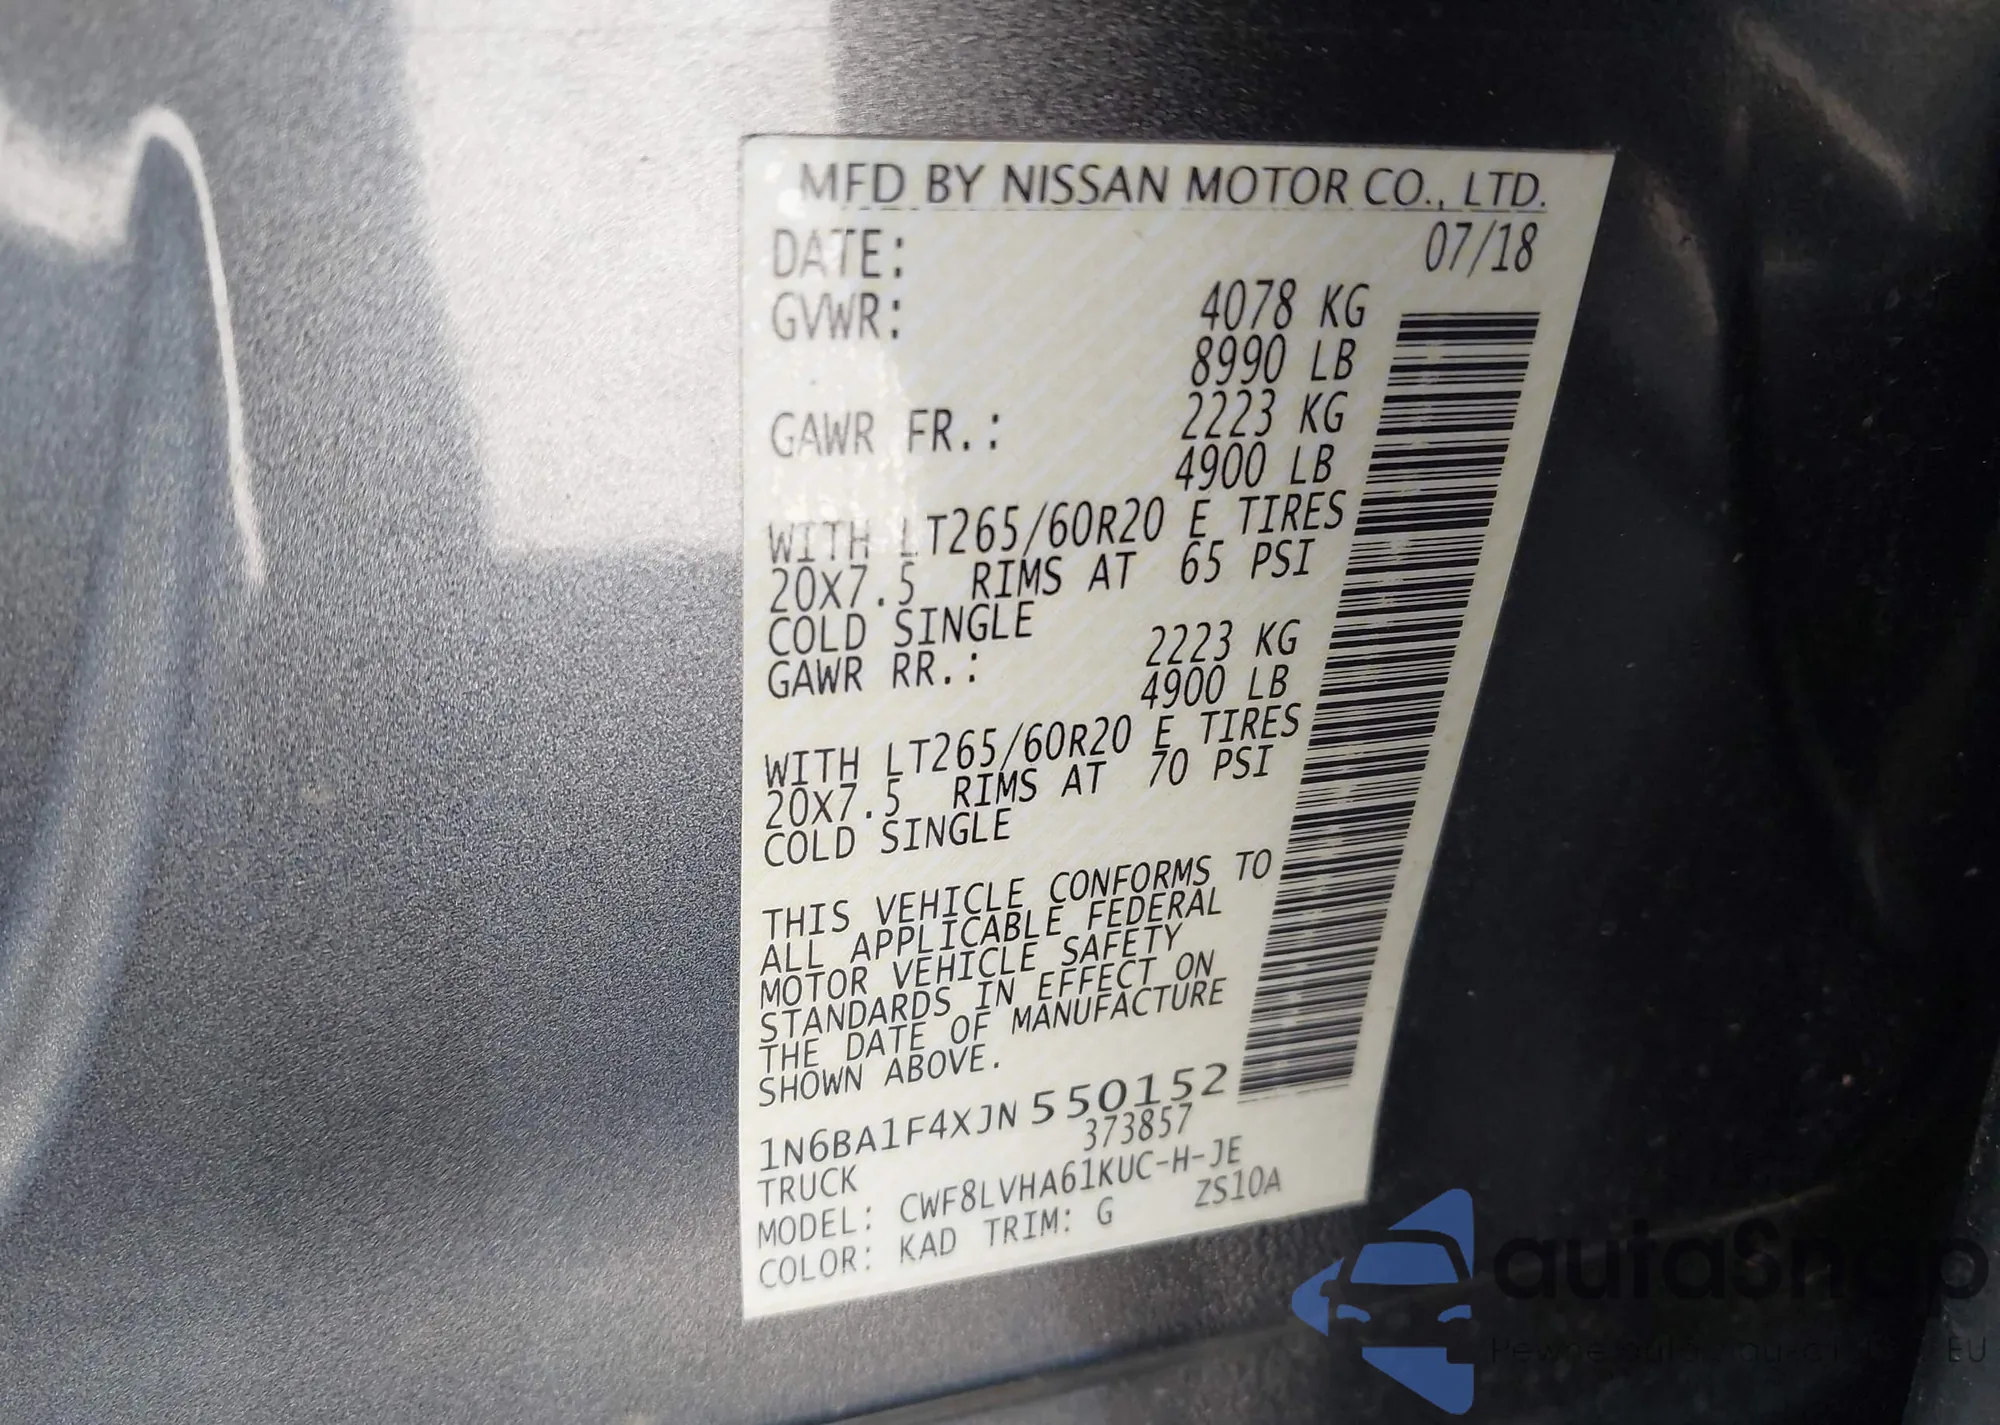 MFD BY NISSAN MOTOR CO., LTD.
DATE: 07/18
GVWR: 4078 KG
8990 LB
GAWR FR.: 2223 KG
4900 LB
WITH LT265/60R20 E TIRES
20X7.5 RIMS AT 65 PSI
COLD SINGLE
GAWR RR.: 2223 KG
4900 LB
WITH LT265/60R20 E TIRES
20X7.5 RIMS AT 70 PSI
COLD SINGLE
THIS VEHICLE CONFORMS TO
ALL APPLICABLE FEDERAL
MOTOR VEHICLE SAFETY
STANDARDS IN EFFECT ON
THE DATE OF MANUFACTURE
SHOWN ABOVE.
1N6BA1F4XJN 550152
TRUCK 373857
MODEL: CWF8LVHA61KUC-H-JE
COLOR: KAD TRIM: G ZS10A
autaSnap
EU